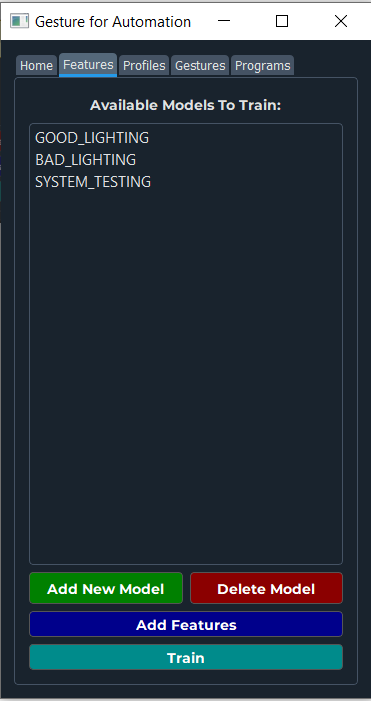 Gesture for Automation
Home Features Profiles Gestures Programs
Available Models To Train:
GOOD_LIGHTING
BAD_LIGHTING
SYSTEM_TESTING
Add New Model Delete Model
Add Features
Train